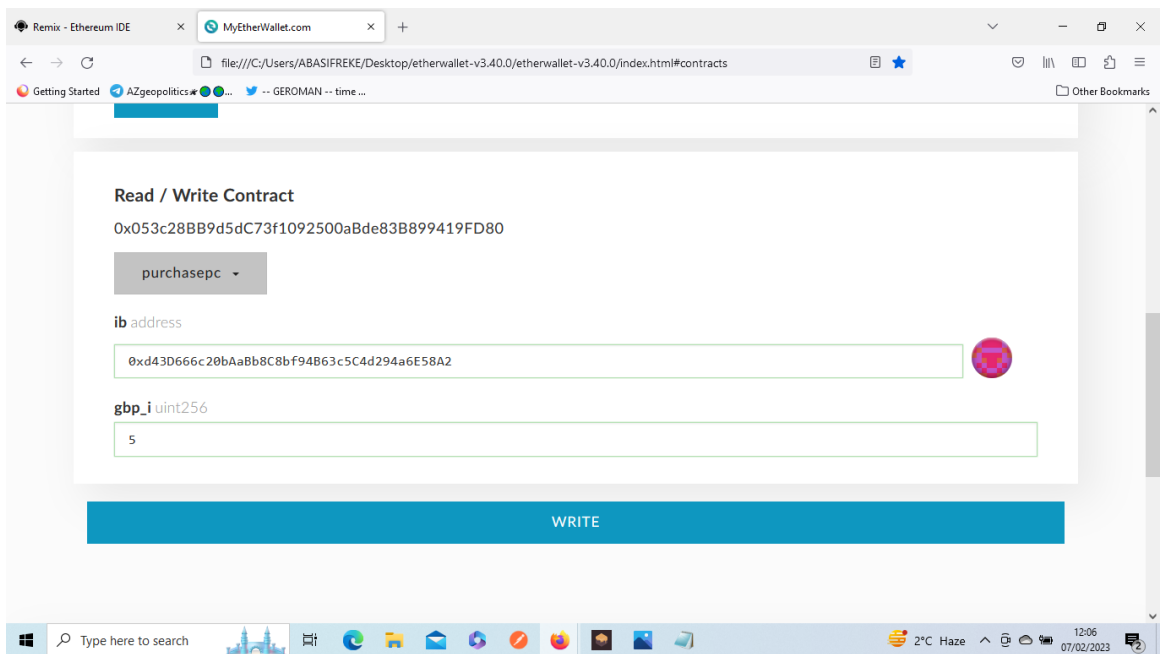 Remix - Ethereum IDE
MyEtherWallet.com
file:///C:/Users/ABASIFREKE/Desktop/etherwallet-v3.40.0/etherwallet-v3.40.0/index.html#contracts
Getting Started
AZgeopolitics
...
-- GEROMAN -- time ...
Other Bookmarks
Read / Write Contract
0x053c28BB9d5dC73f1092500aBde83B899419FD80
purchasepc
ib address
0xd43D666c20bAaBb8C8bf94B63c5C4d294a6E58A2
gbp_i uint256
5
WRITE
Type here to search
2°C Haze
12:06
07/02/2023
2